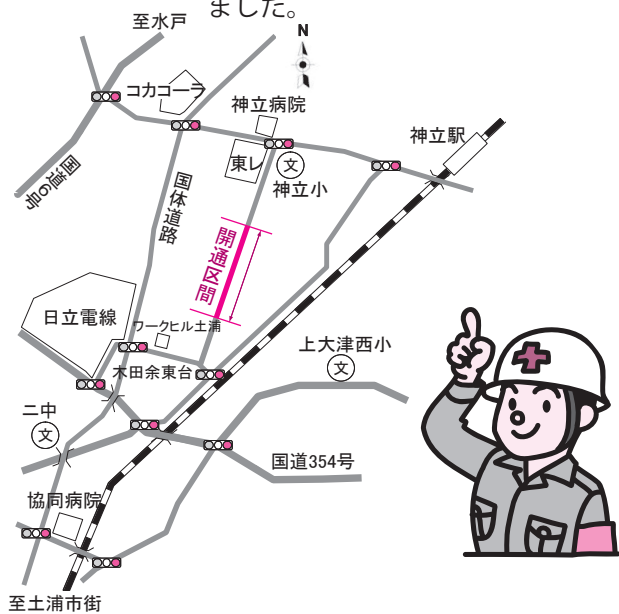 ました。
至水戸
N
コカコーラ
神立病院
神立駅
東レ
文
神立小
国道6号
国体道路
開通区間
日立電線
ワークヒル土浦
木田余東台
上大津西小
文
二中
文
国道354号
協同病院
至土浦市街